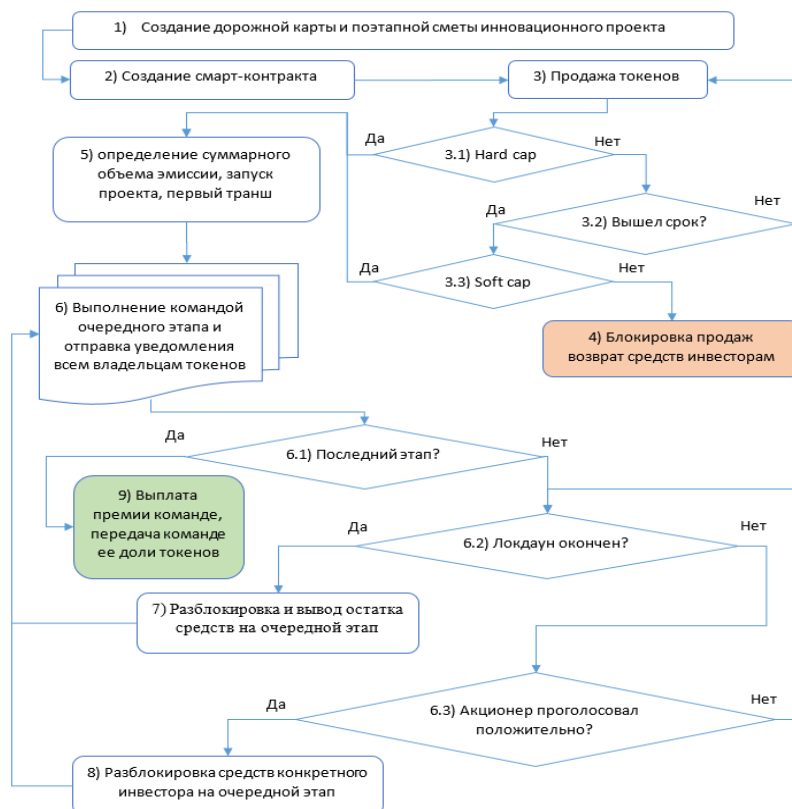 1) Создание дорожной карты и поэтапной сметы инновационного проекта
2) Создание смарт-контракта
3) Продажа токенов
Да
3.1) Hard cap
Нет
5) определение суммарного
объема эмиссии, запуск
проекта, первый транш
Да
3.2) Вышел срок?
Нет
Да
3.3) Soft cap
Нет
4) Блокировка продаж
возврат средств инвесторам
6) Выполнение командой
очередного этапа и
отправка уведомления
всем владельцам токенов
Да
6.1) Последний этап?
Нет
9) Выплата
премии команде,
передача команде
ее доли токенов
Да
6.2) Локдаун окончен?
Нет
7) Разблокировка и вывод остатка
средств на очередной этап
Да
6.3) Акционер проголосовал
положительно?
Нет
8) Разблокировка средств конкретного
инвестора на очередной этап